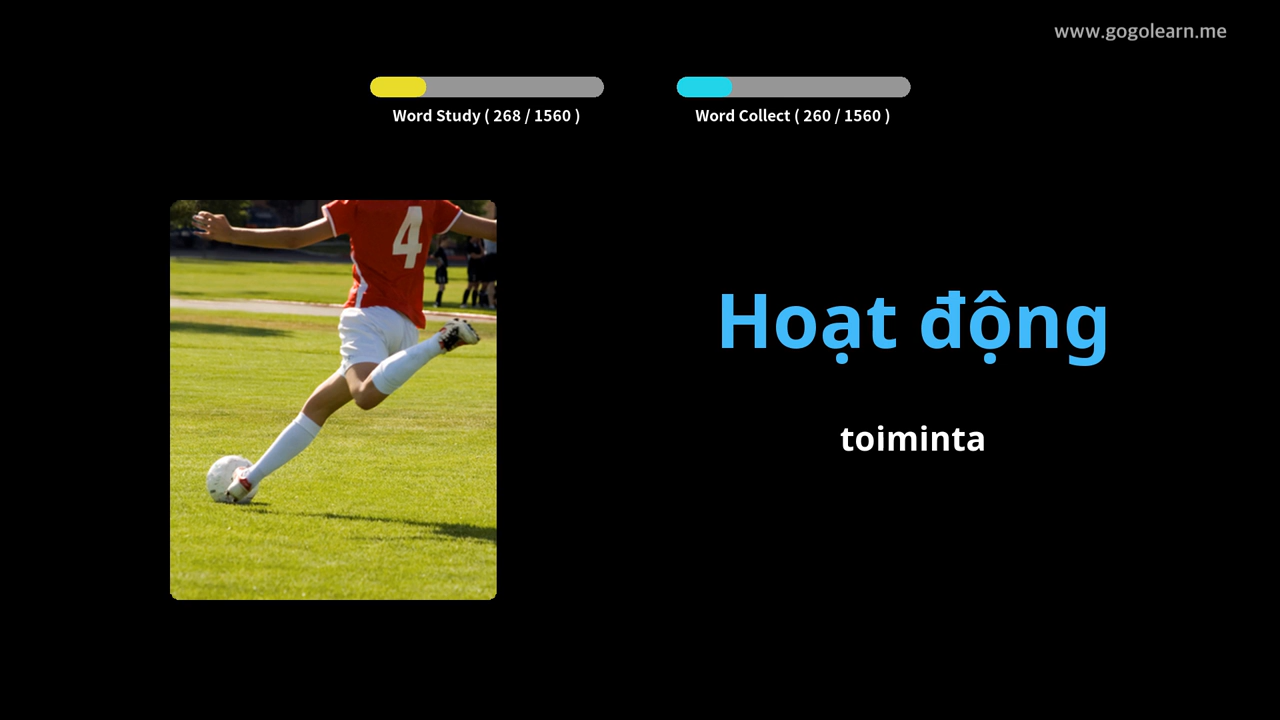 www.gogolearn.me
Word Study ( 268 / 1560 )
Word Collect ( 260 / 1560 )
4
Hoạt động
toiminta